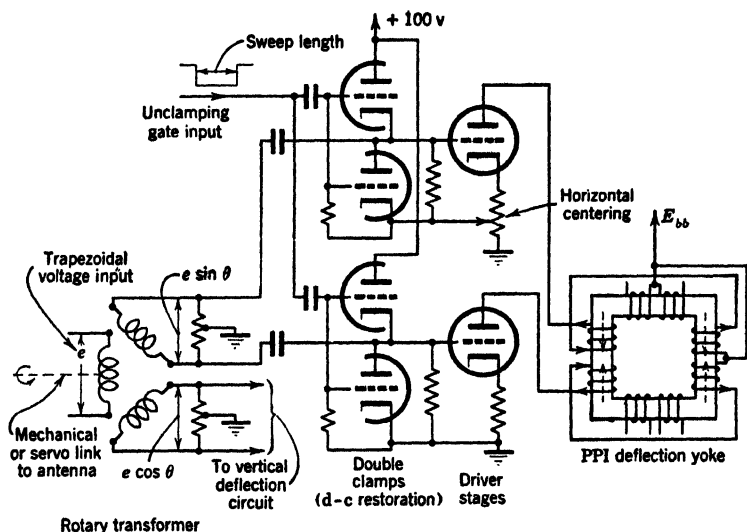 + 100 v
Sweep length
Unclamping
gate input
Horizontal
centering
E_bb
Trapezoidal
voltage input
e sin θ
e
Mechanical
or servo link
to antenna
e cos θ
To vertical
deflection
circuit
Double
clamps
(d-c restoration)
Driver
stages
PPI deflection yoke
Rotary transformer